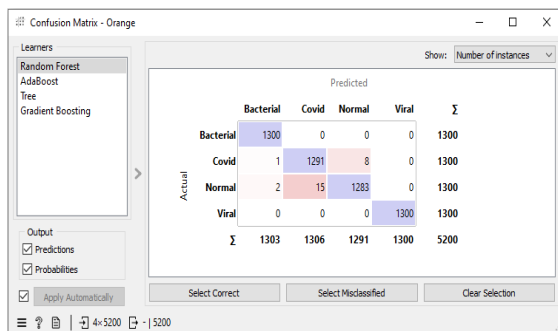 Confusion Matrix - Orange
Learners
Random Forest
AdaBoost
Tree
Gradient Boosting
Output
Predictions
Probabilities
Apply Automatically
Show: Number of instances
Predicted
Bacterial Covid Normal Viral Σ
Actual
Bacterial 1300 0 0 0 1300
Covid 1 1291 8 0 1300
Normal 2 15 1283 0 1300
Viral 0 0 0 1300 1300
Σ 1303 1306 1291 1300 5200
Select Correct Select Misclassified Clear Selection
? 4×5200 - | 5200